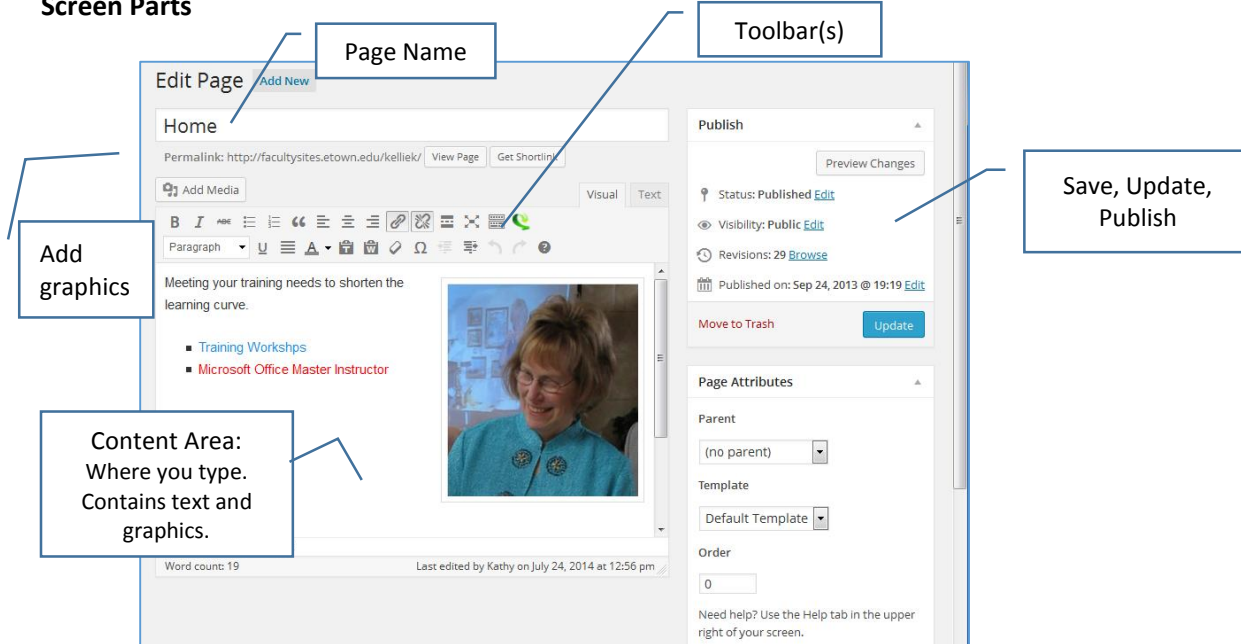 Screen Parts
Page Name
Toolbar(s)
Edit Page Add New
Home
Permalink: http://facultysites.etown.edu/kelliek/ View Page Get Shortlink
Add Media
Visual Text
B I ABC
Paragraph U A T W Ω
Add
graphics
Meeting your training needs to shorten the
learning curve.
Training Workshps
Microsoft Office Master Instructor
Content Area:
Where you type.
Contains text and
graphics.
Word count: 19 Last edited by Kathy on July 24, 2014 at 12:56 pm
Publish
Preview Changes
Status: Published Edit
Visibility: Public Edit
Revisions: 29 Browse
Published on: Sep 24, 2013 @ 19:19 Edit
Move to Trash Update
Save, Update,
Publish
Page Attributes
Parent
(no parent)
Template
Default Template
Order
0
Need help? Use the Help tab in the upper
right of your screen.